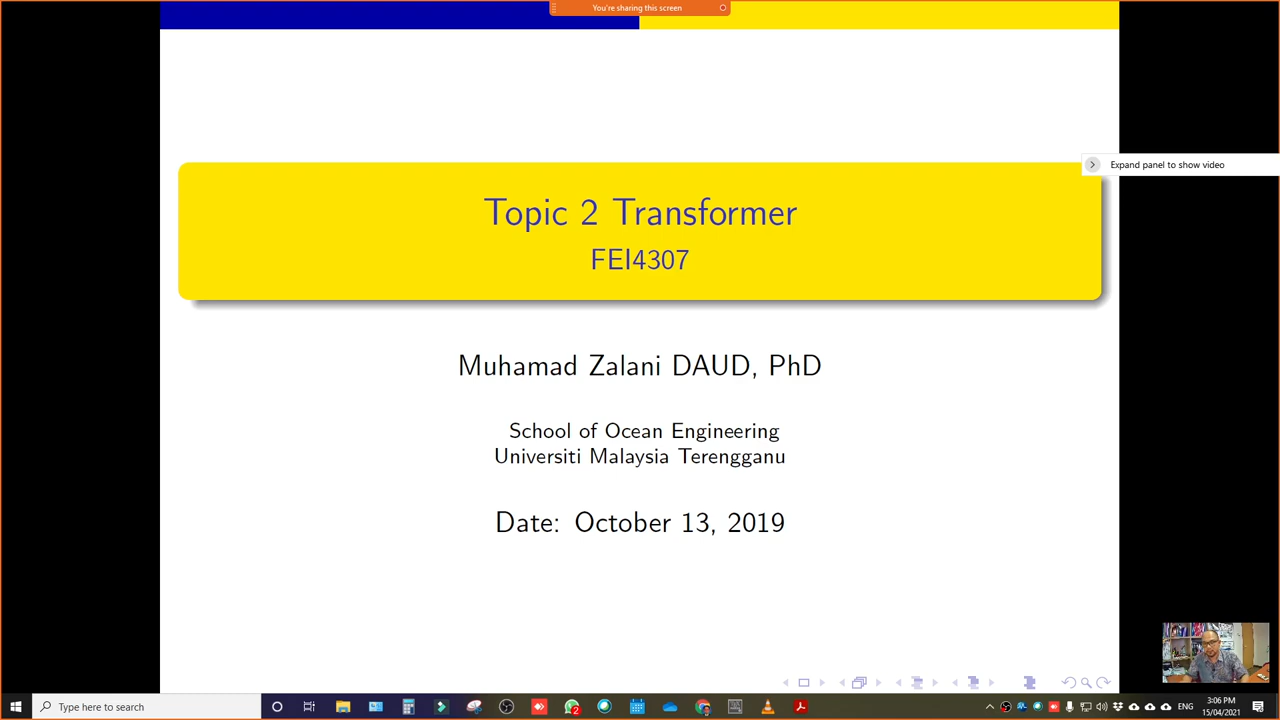 You're sharing this screen
Expand panel to show video
Topic 2 Transformer
FEI4307
Muhamad Zalani DAUD, PhD
School of Ocean Engineering
Universiti Malaysia Terengganu
Date: October 13, 2019
Type here to search
2
ENG
3:06 PM
15/04/2021